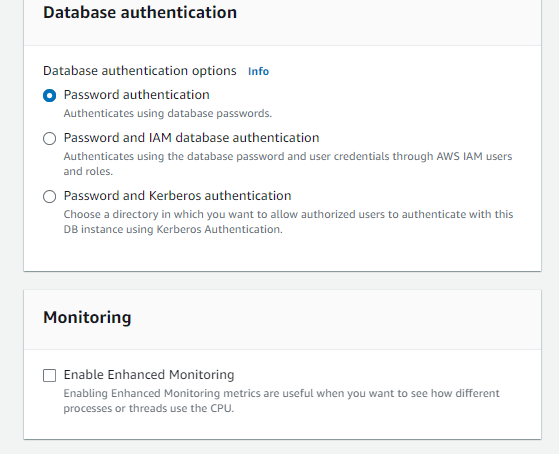 Database authentication
Database authentication options Info
Password authentication
Authenticates using database passwords.
Password and IAM database authentication
Authenticates using the database password and user credentials through AWS IAM users
and roles.
Password and Kerberos authentication
Choose a directory in which you want to allow authorized users to authenticate with this
DB instance using Kerberos Authentication.
Monitoring
Enable Enhanced Monitoring
Enabling Enhanced Monitoring metrics are useful when you want to see how different
processes or threads use the CPU.